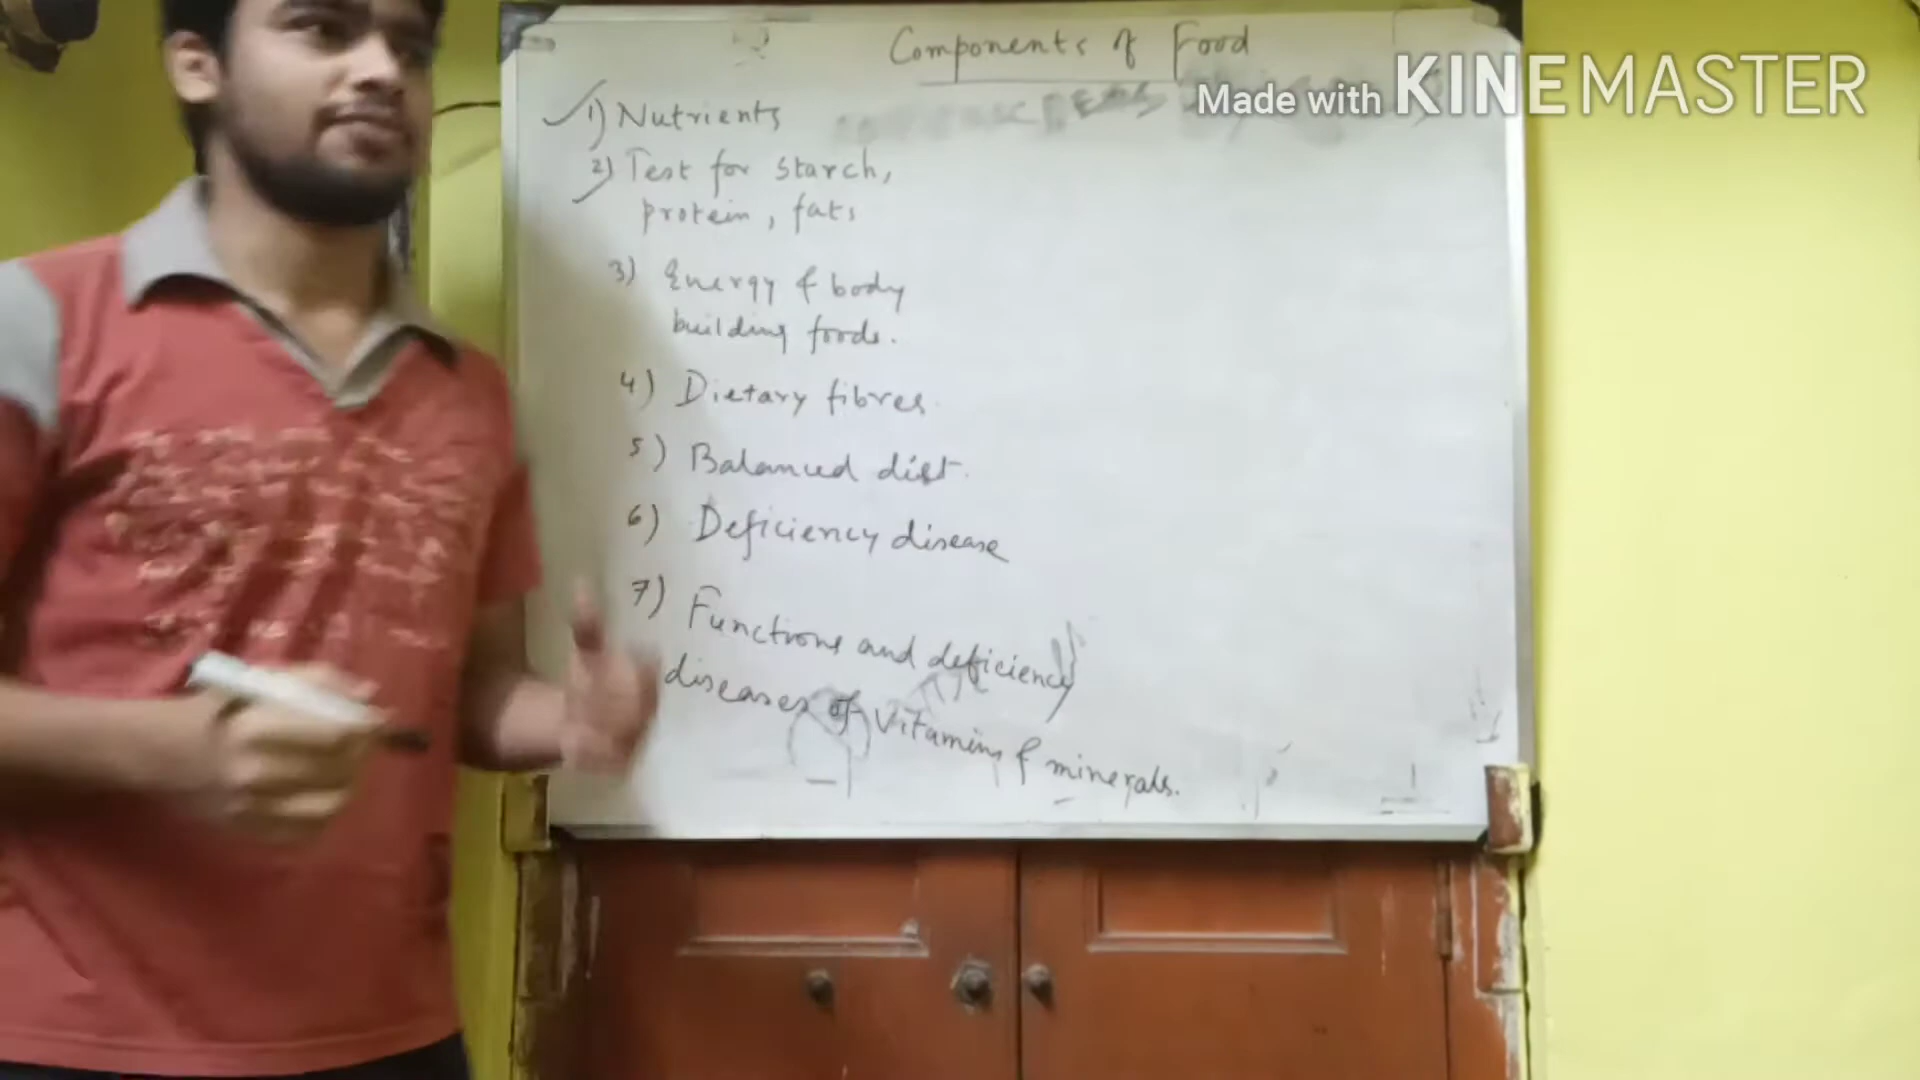 Components of Food
Made with KINEMASTER
1) Nutrients
2) Test for starch,
protein, fats
3) Energy & body
building foods.
4) Dietary fibres
5) Balanced diet.
6) Deficiency disease
7) Functions and deficiency
diseases of vitamins & minerals.